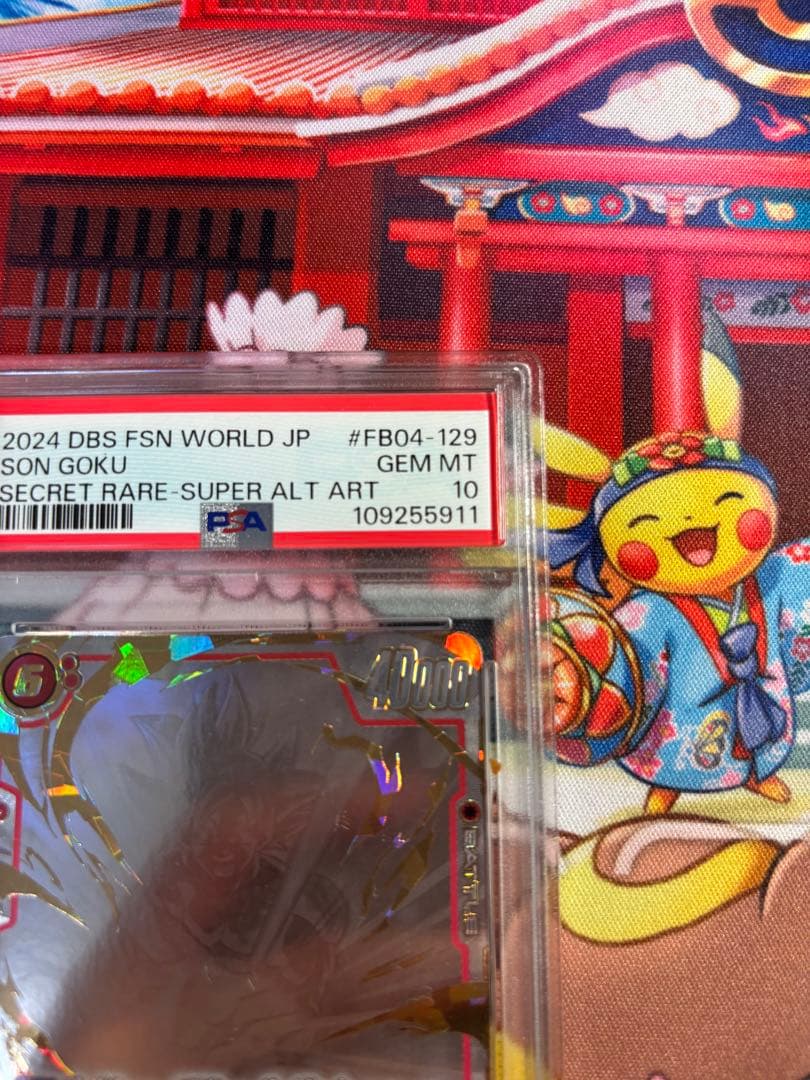 2024 DBS FSN WORLD JP #FB04-129
SON GOKU GEM MT
SECRET RARE-SUPER ALT ART 10
PSA 109255911
5 40000
BATTLE